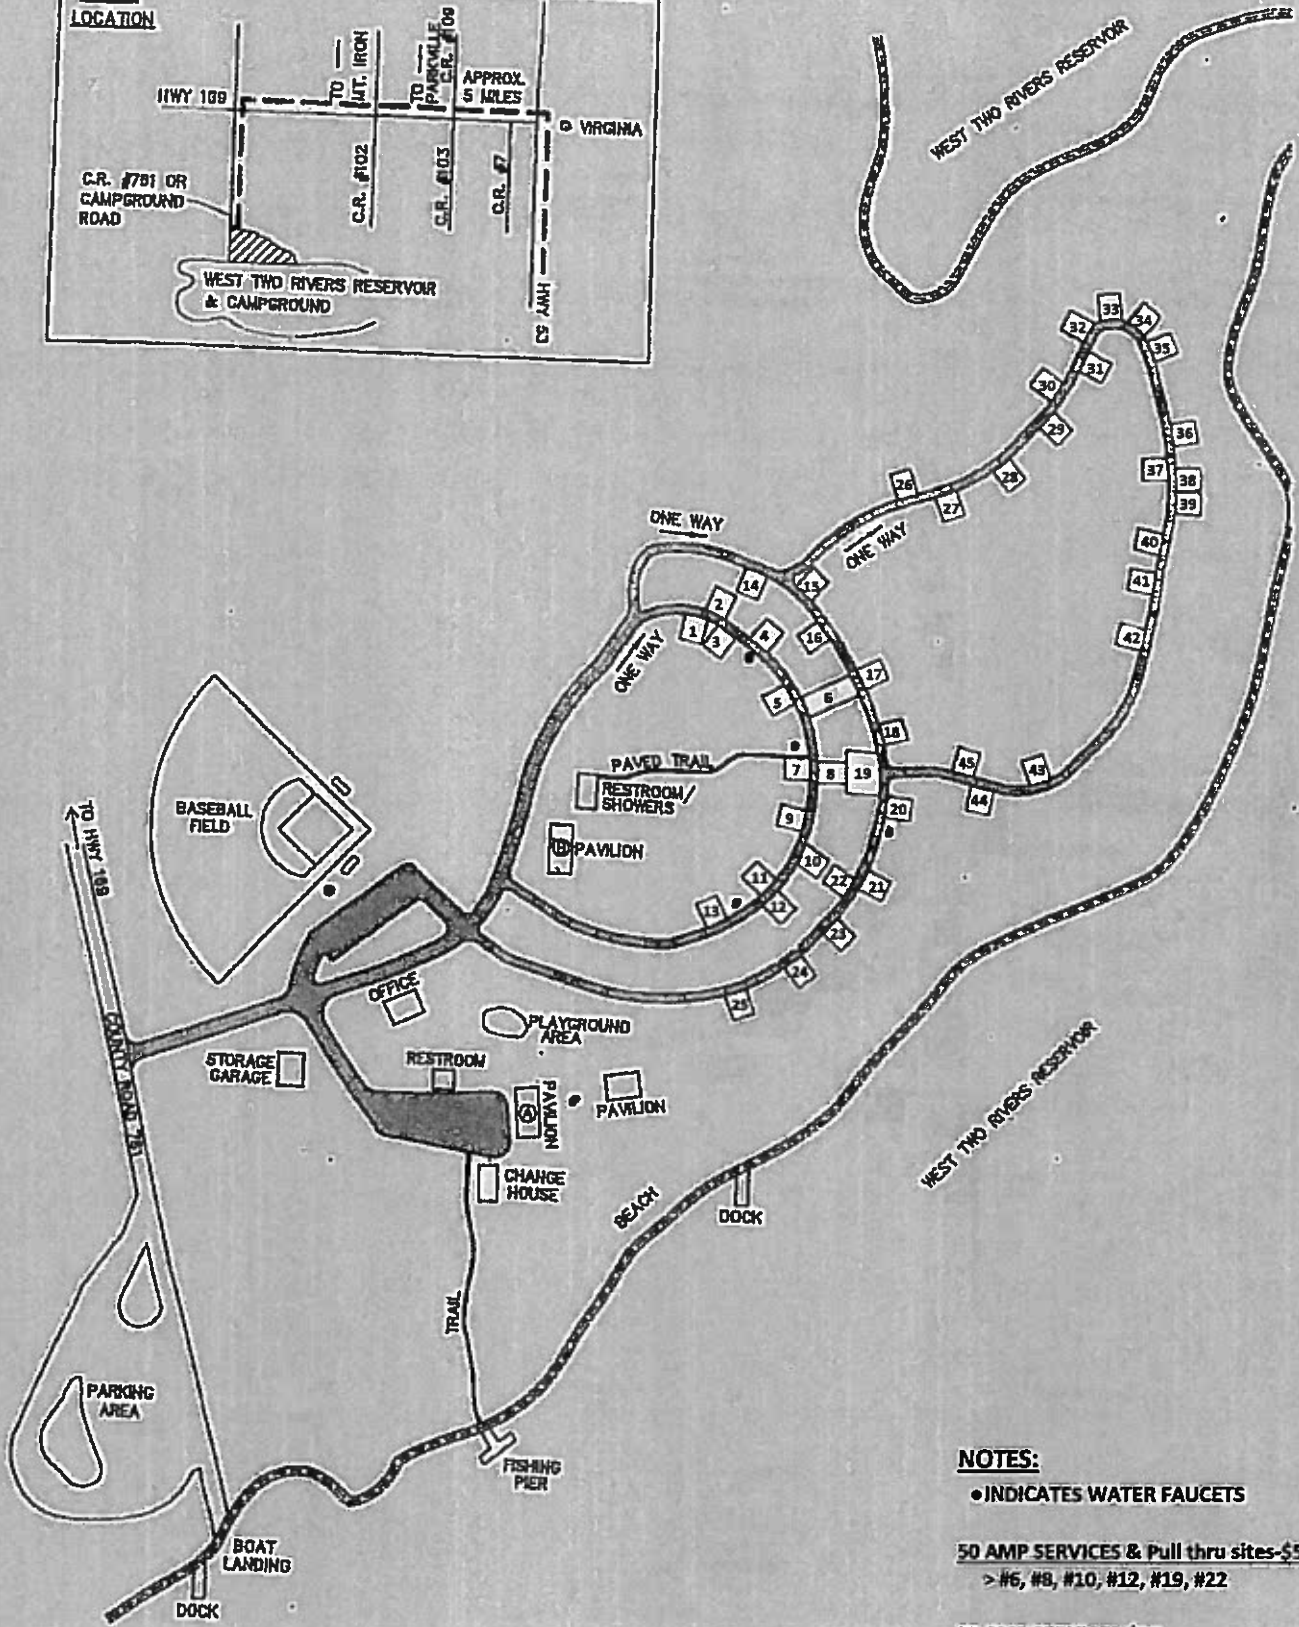 LOCATION
HWY 169
TO
MT. IRON
TO
PARKVILLE
C.R. #109
APPROX.
5 MILES
VIRGINIA
C.R. #102
C.R. #103
C.R. #7
HWY 53
C.R. #781 OR
CAMPGROUND
ROAD
WEST TWO RIVERS RESERVOIR
& CAMPGROUND
WEST TWO RIVERS RESERVOIR
33
34
32
35
31
30
29
36
37
38
39
28
26
27
40
41
42
ONE WAY
ONE WAY
14
15
2
1
3
4
16
ONE WAY
5
6
17
18
PAVED TRAIL
7
8
19
45
43
44
RESTROOM/
SHOWERS
9
20
B
PAVILION
10
22
21
11
12
13
23
24
25
BASEBALL
FIELD
TO HWY 169
OFFICE
PLAYGROUND
AREA
STORAGE
GARAGE
RESTROOM
A
PAVILION
PAVILION
COUNTY ROAD 781
CHANGE
HOUSE
WEST TWO RIVERS RESERVOIR
BEACH
DOCK
TRAIL
PARKING
AREA
FISHING
PIER
BOAT
LANDING
DOCK
NOTES:
•INDICATES WATER FAUCETS
50 AMP SERVICES & Pull thru sites-$5
> #6, #8, #10, #12, #19, #22